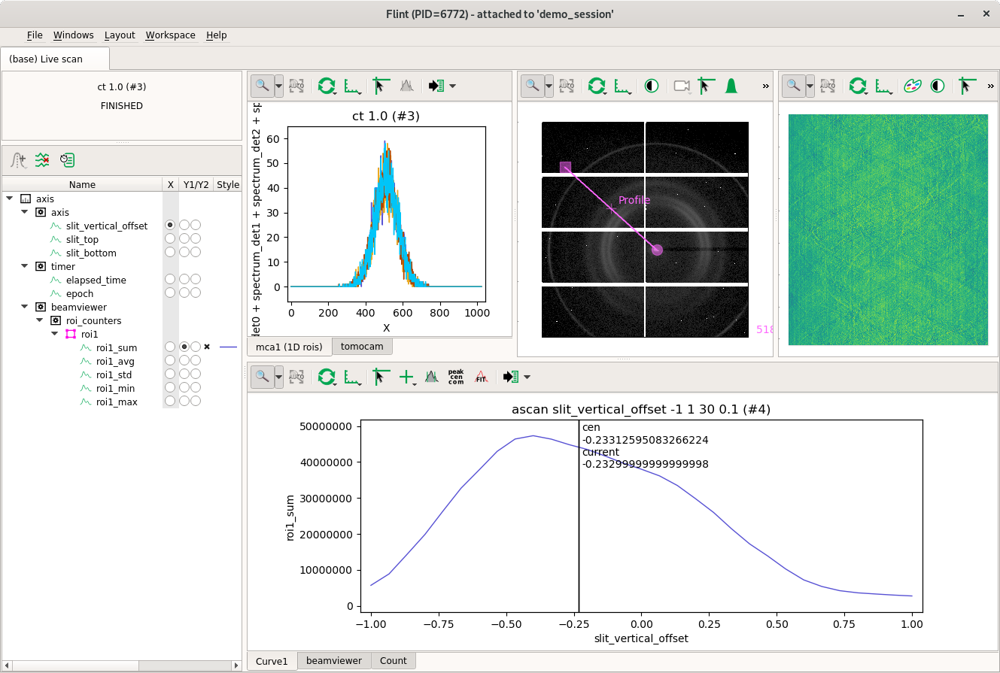 Flint (PID=6772) - attached to 'demo_session'
File Windows Layout Workspace Help
(base) Live scan
ct 1.0 (#3)
FINISHED
Name X Y1/Y2 Style
axis
axis
slit_vertical_offset
slit_top
slit_bottom
timer
elapsed_time
epoch
beamviewer
roi_counters
roi1
roi1_sum
roi1_avg
roi1_std
roi1_min
roi1_max
AUTO
ct 1.0 (#3)
det0 + spectrum_det1 + spectrum_det2 + sp
60
50
40
30
20
10
0
0 200 400 600 800 1000
X
mca1 (1D rois) tomocam
AUTO
»
Profile
518
AUTO
»
AUTO
peak
cen
com
FIT
ascan slit_vertical_offset -1 1 30 0.1 (#4)
cen
-0.23312595083266224
current
-0.23299999999999998
roi1_sum
50000000
40000000
30000000
20000000
10000000
0
−1.00 −0.75 −0.50 −0.25 0.00 0.25 0.50 0.75 1.00
slit_vertical_offset
Curve1 beamviewer Count